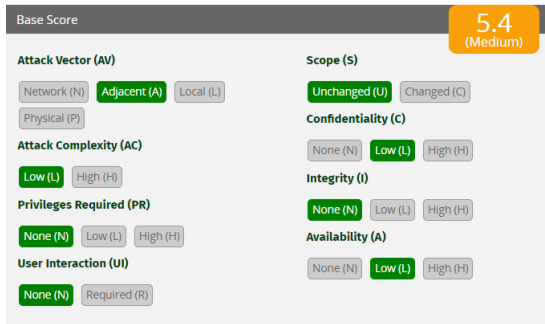 Base Score
5.4
(Medium)
Attack Vector (AV)
Network (N) Adjacent (A) Local (L)
Physical (P)
Attack Complexity (AC)
Low (L) High (H)
Privileges Required (PR)
None (N) Low (L) High (H)
User Interaction (UI)
None (N) Required (R)
Scope (S)
Unchanged (U) Changed (C)
Confidentiality (C)
None (N) Low (L) High (H)
Integrity (I)
None (N) Low (L) High (H)
Availability (A)
None (N) Low (L) High (H)